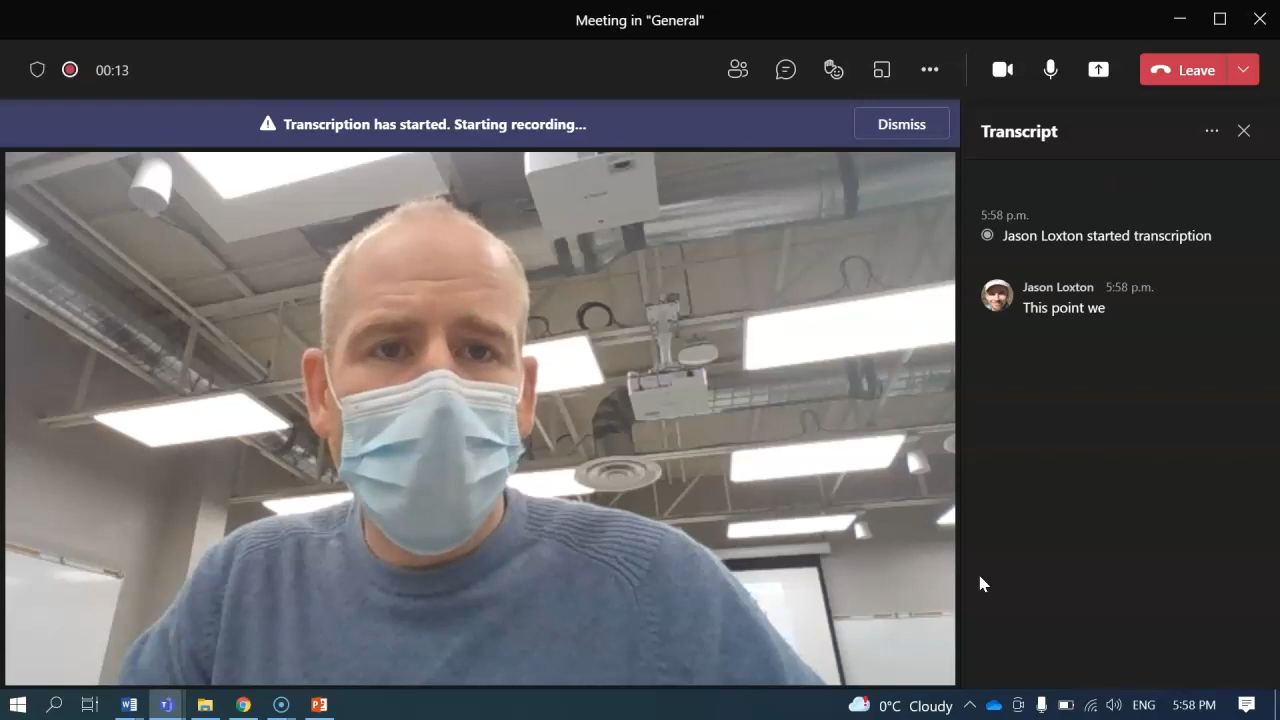 Meeting in "General"
00:13
Leave
Transcription has started. Starting recording...
Dismiss
Transcript
5:58 p.m.
Jason Loxton started transcription
Jason Loxton 5:58 p.m.
This point we
0°C Cloudy
ENG
5:58 PM